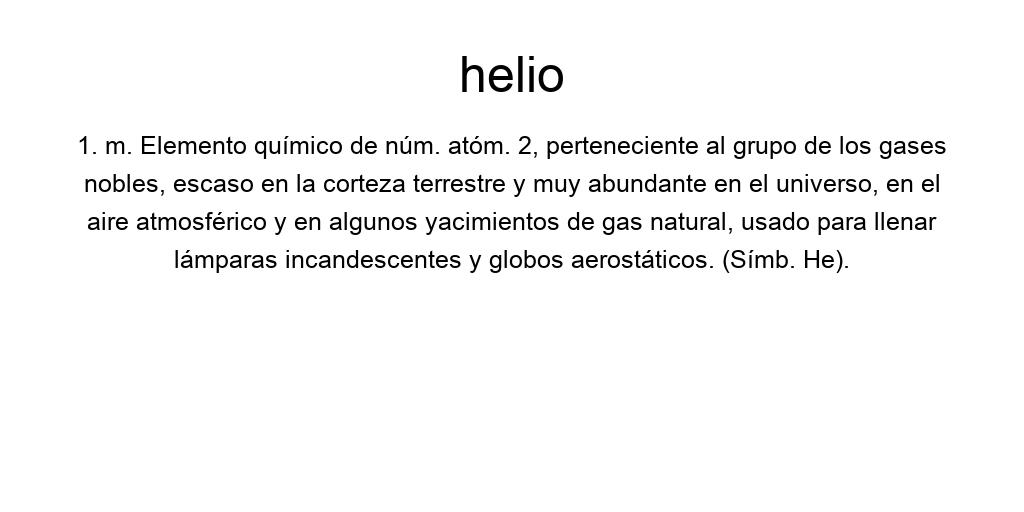 helio
1. m. Elemento químico de núm. atóm. 2, perteneciente al grupo de los gases
nobles, escaso en la corteza terrestre y muy abundante en el universo, en el
aire atmosférico y en algunos yacimientos de gas natural, usado para llenar
lámparas incandescentes y globos aerostáticos. (Símb. He).